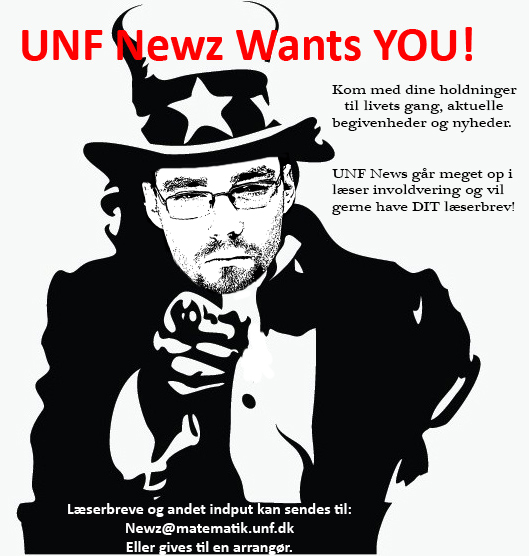 UNF Newz Wants YOU!
Kom med dine holdninger
til livets gang, aktuelle
begivenheder og nyheder.
UNF News går meget op i
læser involdvering og vil
gerne have DIT læserbrev!
Læserbreve og andet indput kan sendes til:
Newz@matematik.unf.dk
Eller gives til en arrangør.